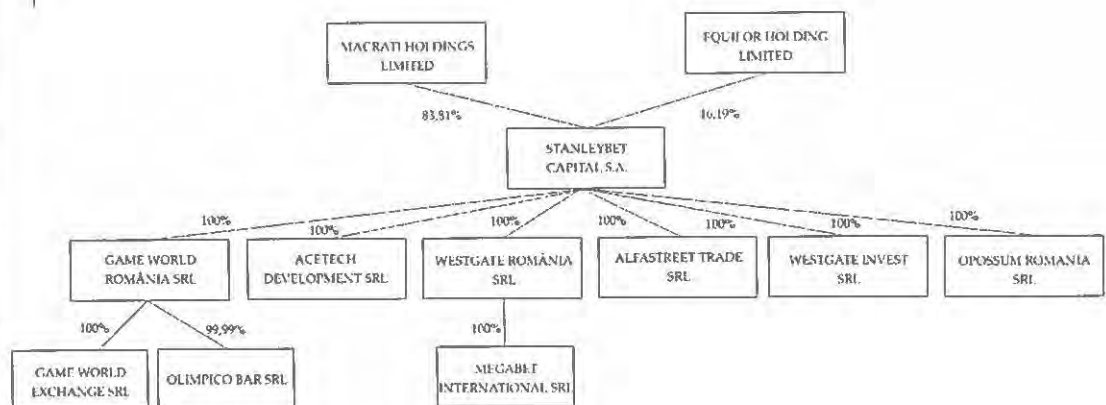 MACRATI HOLDINGS
LIMITED
EQUILOR HOLDING
LIMITED
83,81%
16,19%
STANLEYBET
CAPITAL S.A.
100%
100%
100%
100%
100%
100%
100%
GAME WORLD
ROMÂNIA SRL
ACETECH
DEVELOPMENT SRL
WESTGATE ROMÂNIA
SRL
ALFASTREET TRADE
SRL
WESTGATE INVEST
SRL
OPOSSUM ROMANIA
SRL
100%
99,99%
100%
GAME WORLD
EXCHANGE SRL
OLIMPICO BAR SRL
MEGABET
INTERNATIONAL SRL